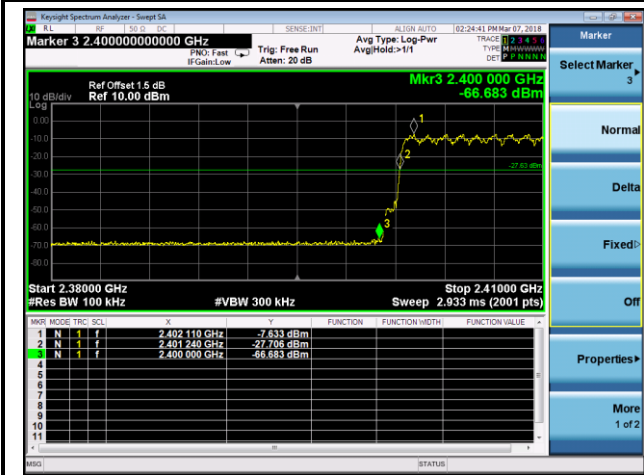 Keysight Spectrum Analyzer - Swept SA
RL RF 50 Ω DC SENSE:INT ALIGN AUTO 02:24:41 PM Mar 07, 2018
Marker 3 2.400000000000 GHz
PNO: Fast
IFGain:Low
Trig: Free Run
Atten: 20 dB
Avg Type: Log-Pwr
Avg|Hold:>1/1
TRACE 1 2 3 4 5 6
TYPE M W W W W W
DET P P N N N N
Marker
Select Marker
3
Normal
Delta
Fixed
Off
Properties
More
1 of 2
Ref Offset 1.5 dB
Ref 10.00 dBm
10 dB/div
Log
Mkr3 2.400 000 GHz
-66.683 dBm
0.00
-10.0
-20.0
-30.0
-40.0
-50.0
-60.0
-70.0
-80.0
1
2
3
-27.63 dBm
Start 2.38000 GHz
Stop 2.41000 GHz
#Res BW 100 kHz #VBW 300 kHz Sweep 2.933 ms (2001 pts)
MKR MODE TRC SCL X Y FUNCTION FUNCTION WIDTH FUNCTION VALUE
1 N 1 f 2.402 110 GHz -7.633 dBm
2 N 1 f 2.401 240 GHz -27.706 dBm
3 N 1 f 2.400 000 GHz -66.683 dBm
4
5
6
7
8
9
10
11
MSG STATUS